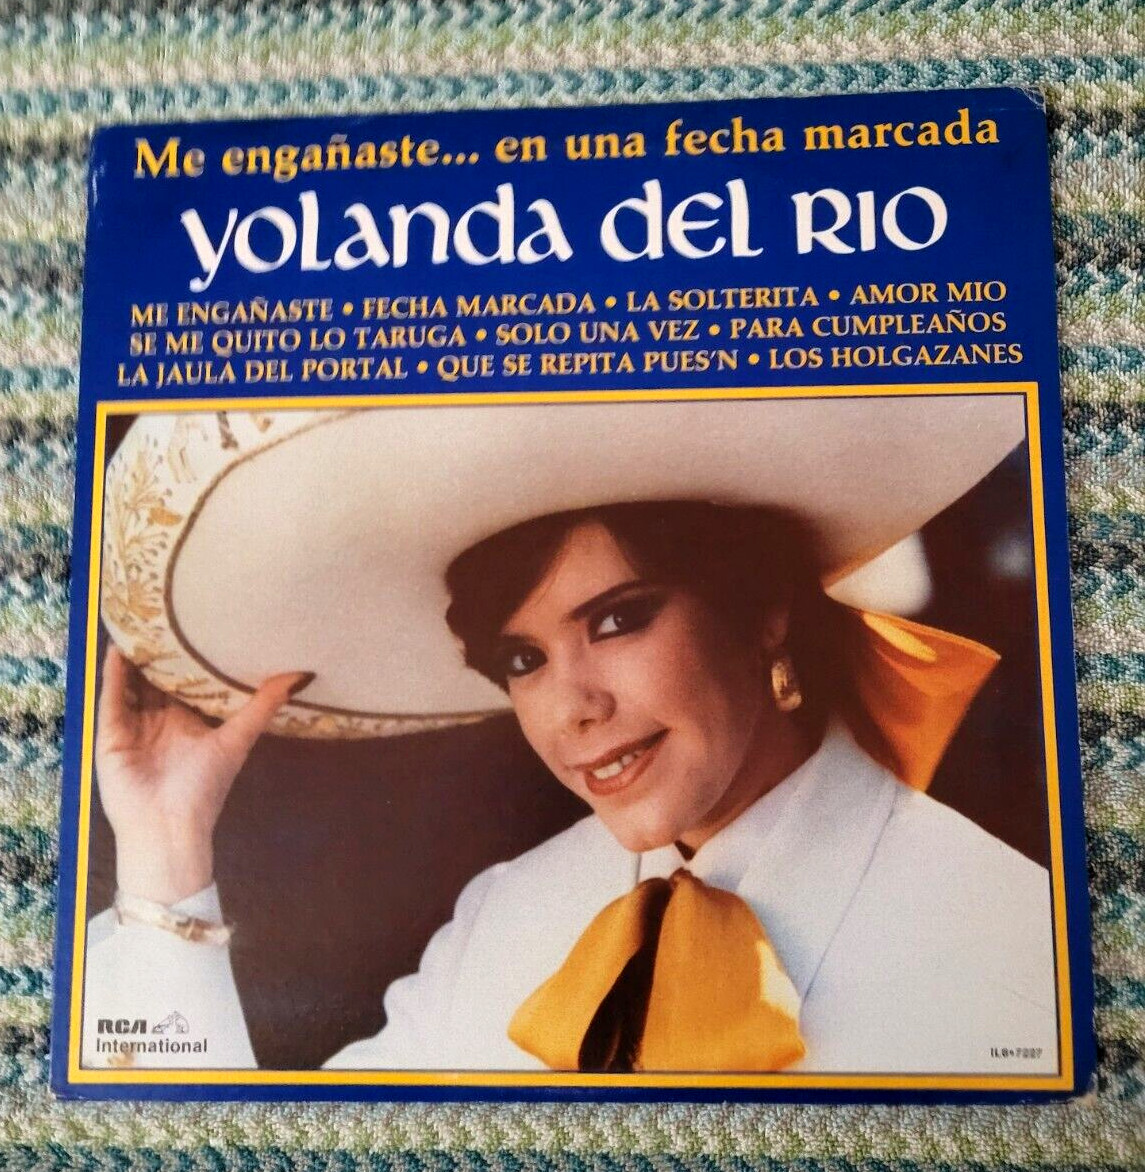 Me engañaste... en una fecha marcada
yolanda del RIO
ME ENGAÑASTE • FECHA MARCADA • LA SOLTERITA • AMOR MIO
SE ME QUITO LO TARUGA • SOLO UNA VEZ • PARA CUMPLEAÑOS
LA JAULA DEL PORTAL • QUE SE REPITA PUES'N • LOS HOLGAZANES
RCA
International
IL8•7227